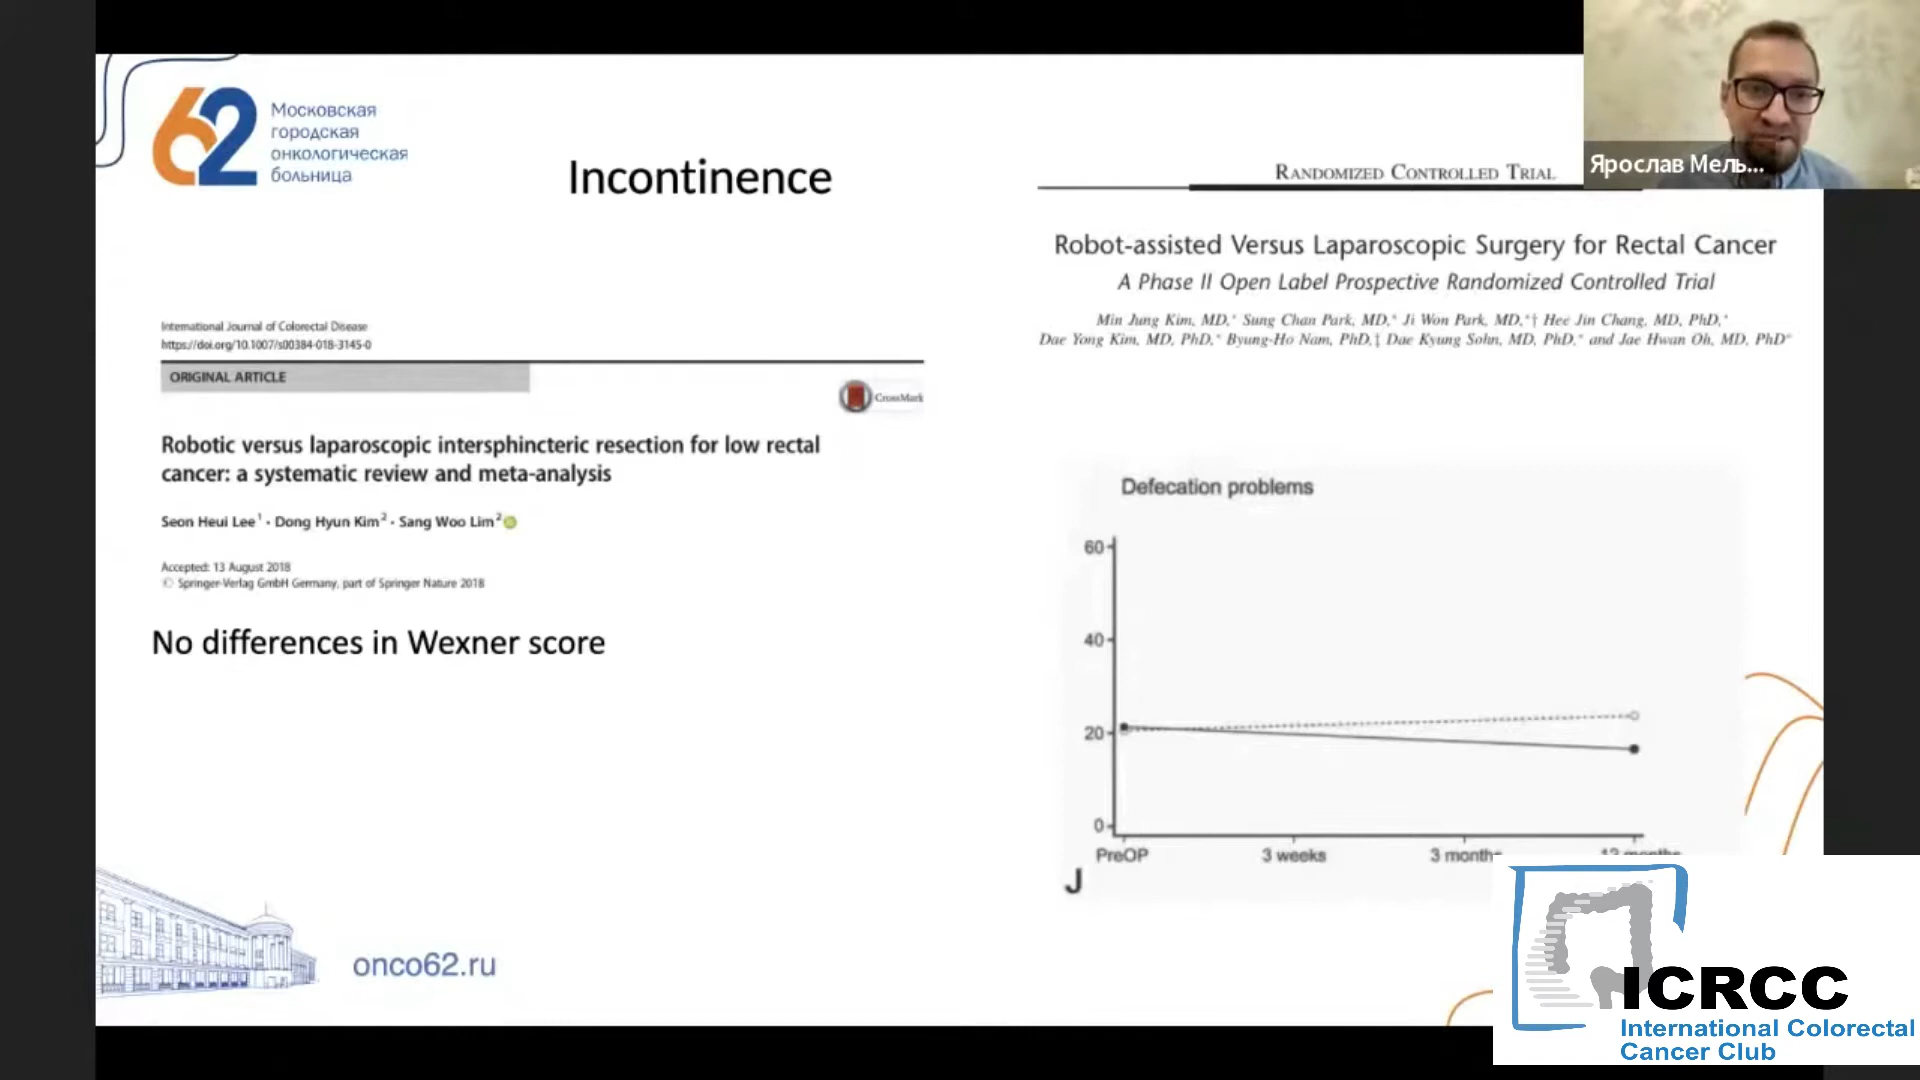 62
Московская
городская
онкологическая
больница
Incontinence
RANDOMIZED CONTROLLED TRIAL
Ярослав Мель...
Robot-assisted Versus Laparoscopic Surgery for Rectal Cancer
A Phase II Open Label Prospective Randomized Controlled Trial
Min Jung Kim, MD,* Sung Chan Park, MD,* Ji Won Park, MD,*† Hee Jin Chang, MD, PhD,*
Dae Yong Kim, MD, PhD,* Byung-Ho Nam, PhD,‡ Dae Kyung Sohn, MD, PhD,* and Jae Hwan Oh, MD, PhD*
International Journal of Colorectal Disease
https://doi.org/10.1007/s00384-018-3145-0
ORIGINAL ARTICLE
CrossMark
Robotic versus laparoscopic intersphincteric resection for low rectal
cancer: a systematic review and meta-analysis
Seon Heui Lee1 · Dong Hyun Kim2 · Sang Woo Lim2
Accepted: 13 August 2018
© Springer-Verlag GmbH Germany, part of Springer Nature 2018
No differences in Wexner score
Defecation problems
60
40
20
0
PreOP 3 weeks 3 months 12 months
J
onco62.ru
ICRCC
International Colorectal
Cancer Club